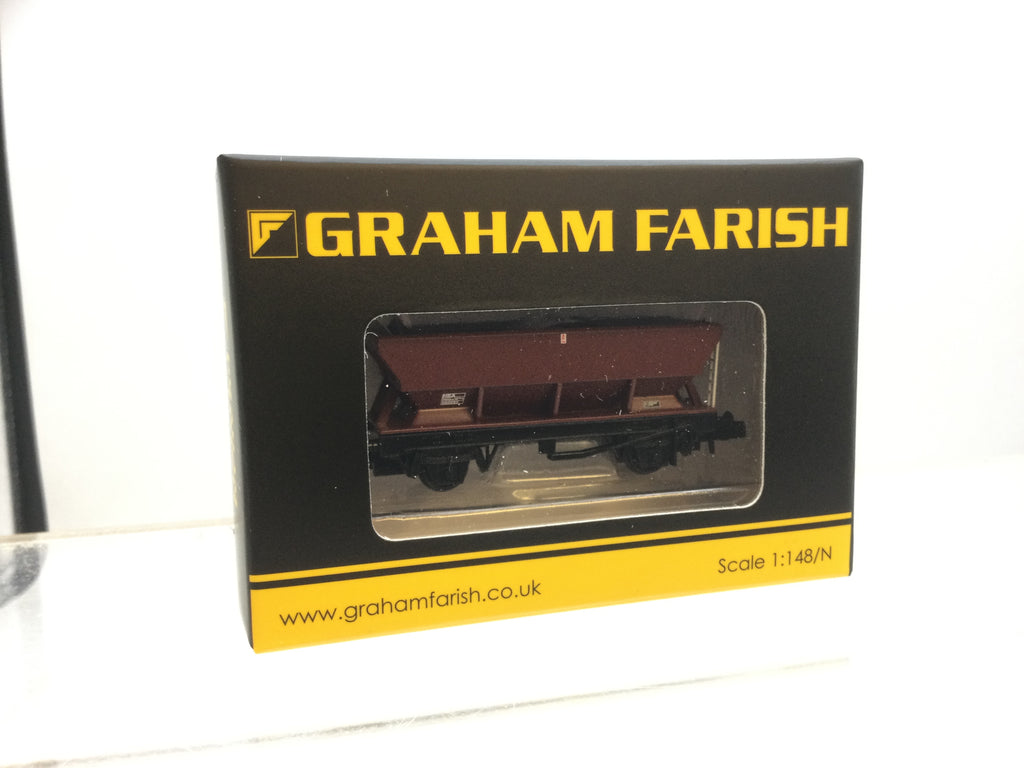 GRAHAM FARISH
Scale 1:148/N
www.grahamfarish.co.uk